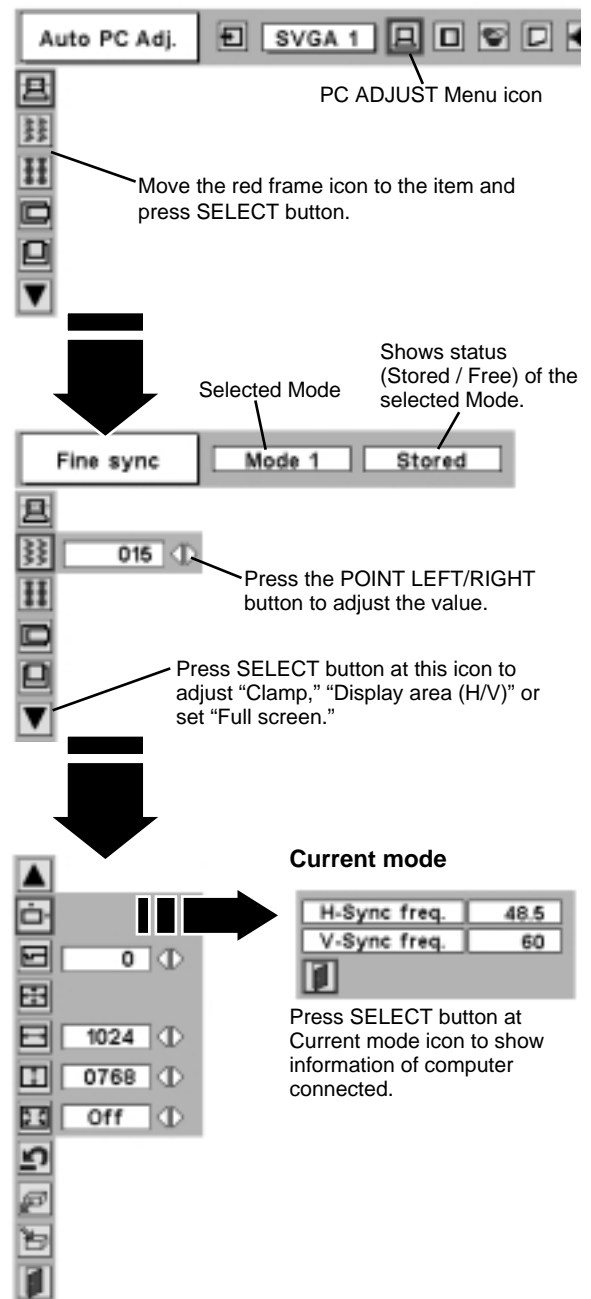 Auto PC Adj.
SVGA 1
PC ADJUST Menu icon
Move the red frame icon to the item and
press SELECT button.
Shows status
(Stored / Free) of the
selected Mode.
Selected Mode
Fine sync
Mode 1
Stored
015
Press the POINT LEFT/RIGHT
button to adjust the value.
Press SELECT button at this icon to
adjust “Clamp,” “Display area (H/V)” or
set “Full screen.”
Current mode
H-Sync freq. 48.5
V-Sync freq. 60
Press SELECT button at
Current mode icon to show
information of computer
connected.
0
1024
0768
Off